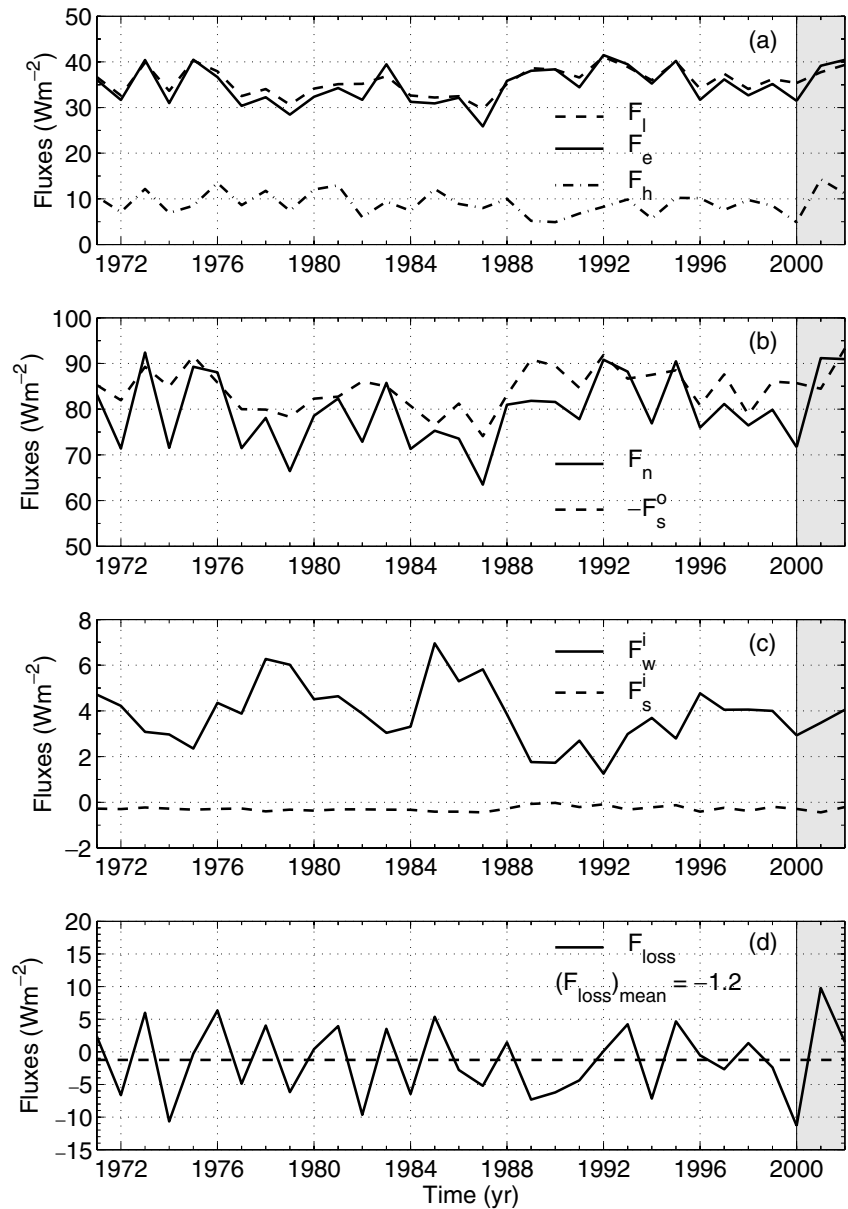 50
40
30
20
10
0
Fluxes (Wm−2)
(a)
F_l
F_e
F_h
1972 1976 1980 1984 1988 1992 1996 2000
100
90
80
70
60
50
Fluxes (Wm−2)
(b)
F_n
−F_s^o
1972 1976 1980 1984 1988 1992 1996 2000
8
6
4
2
0
−2
Fluxes (Wm−2)
(c)
F_w^i
F_s^i
1972 1976 1980 1984 1988 1992 1996 2000
20
15
10
5
0
−5
−10
−15
Fluxes (Wm−2)
(d)
F_loss
(F_loss)_mean = −1.2
1972 1976 1980 1984 1988 1992 1996 2000
Time (yr)